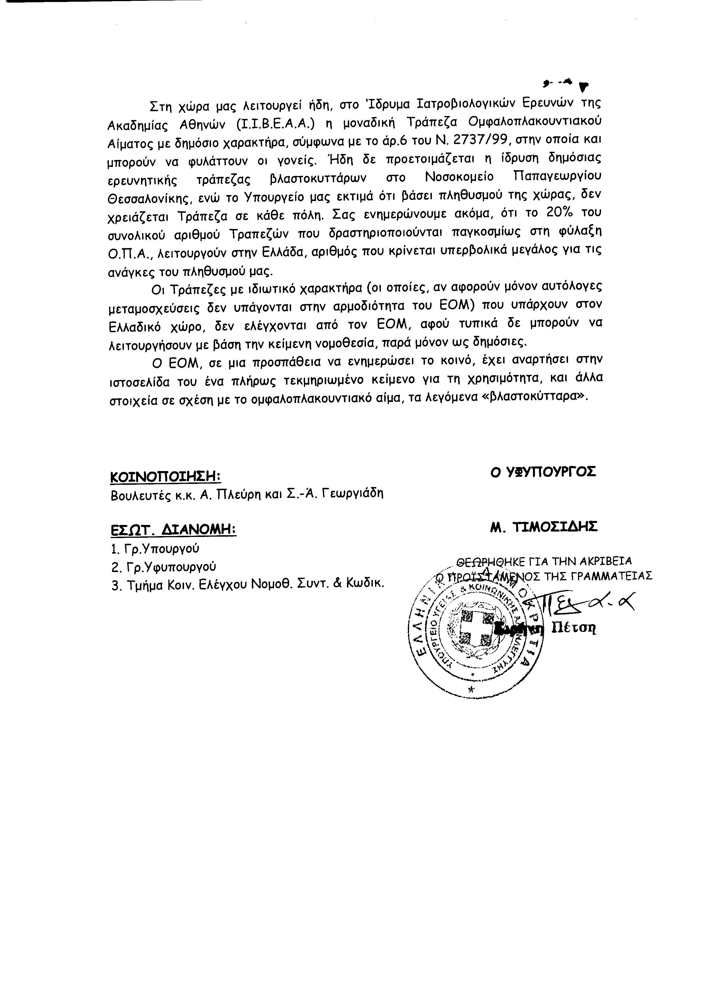 Στη χώρα μας λειτουργεί ήδη, στο Ίδρυμα Ιατροβιολογικών Ερευνών της
Ακαδημίας Αθηνών (Ι.Ι.Β.Ε.Α.Α.) η μοναδική Τράπεζα Ομφαλοπλακουντιακού
Αίματος με δημόσιο χαρακτήρα, σύμφωνα με το άρ.6 του Ν. 2737/99, στην οποία και
μπορούν να φυλάττουν οι γονείς. Ήδη δε προετοιμάζεται η ίδρυση δημόσιας
ερευνητικής τράπεζας βλαστοκυττάρων στο Νοσοκομείο Παπαγεωργίου
Θεσσαλονίκης, ενώ το Υπουργείο μας εκτιμά ότι βάσει πληθυσμού της χώρας, δεν
χρειάζεται Τράπεζα σε κάθε πόλη. Σας ενημερώνουμε ακόμα, ότι το 20% του
συνολικού αριθμού Τραπεζών που δραστηριοποιούνται παγκοσμίως στη φύλαξη
Ο.Π.Α., λειτουργούν στην Ελλάδα, αριθμός που κρίνεται υπερβολικά μεγάλος για τις
ανάγκες του πληθυσμού μας.
Οι Τράπεζες με ιδιωτικό χαρακτήρα (οι οποίες, αν αφορούν μόνον αυτόλογες
μεταμοσχεύσεις δεν υπάγονται στην αρμοδιότητα του ΕΟΜ) που υπάρχουν στον
Ελλαδικό χώρο, δεν ελέγχονται από τον ΕΟΜ, αφού τυπικά δε μπορούν να
λειτουργήσουν με βάση την κείμενη νομοθεσία, παρά μόνον ως δημόσιες.
Ο ΕΟΜ, σε μια προσπάθεια να ενημερώσει το κοινό, έχει αναρτήσει στην
ιστοσελίδα του ένα πλήρως τεκμηριωμένο κείμενο για τη χρησιμότητα, και άλλα
στοιχεία σε σχέση με το ομφαλοπλακουντιακό αίμα, τα λεγόμενα «βλαστοκύτταρα».
ΚΟΙΝΟΠΟΙΗΣΗ:
Βουλευτές κ.κ. Α. Πλεύρη και Σ.-Ά. Γεωργιάδη
Ο ΥΦΥΠΟΥΡΓΟΣ
ΕΣΩΤ. ΔΙΑΝΟΜΗ:
1. Γρ.Υπουργού
2. Γρ.Υφυπουργού
3. Τμήμα Κοιν. Ελέγχου Νομοθ. Συντ. & Κωδικ.
Μ. ΤΙΜΟΣΙΔΗΣ
ΘΕΩΡΗΘΗΚΕ ΓΙΑ ΤΗΝ ΑΚΡΙΒΕΙΑ
Ο ΠΡΟΪΣΤΑΜΕΝΟΣ ΤΗΣ ΓΡΑΜΜΑΤΕΙΑΣ
Ειρήνη Πέτση
ΕΛΛΗΝΙΚΗ ΔΗΜΟΚΡΑΤΙΑ
ΥΠΟΥΡΓΕΙΟ ΥΓΕΙΑΣ & ΚΟΙΝΩΝΙΚΗΣ ΑΛΛΗΛΕΓΓΥΗΣ